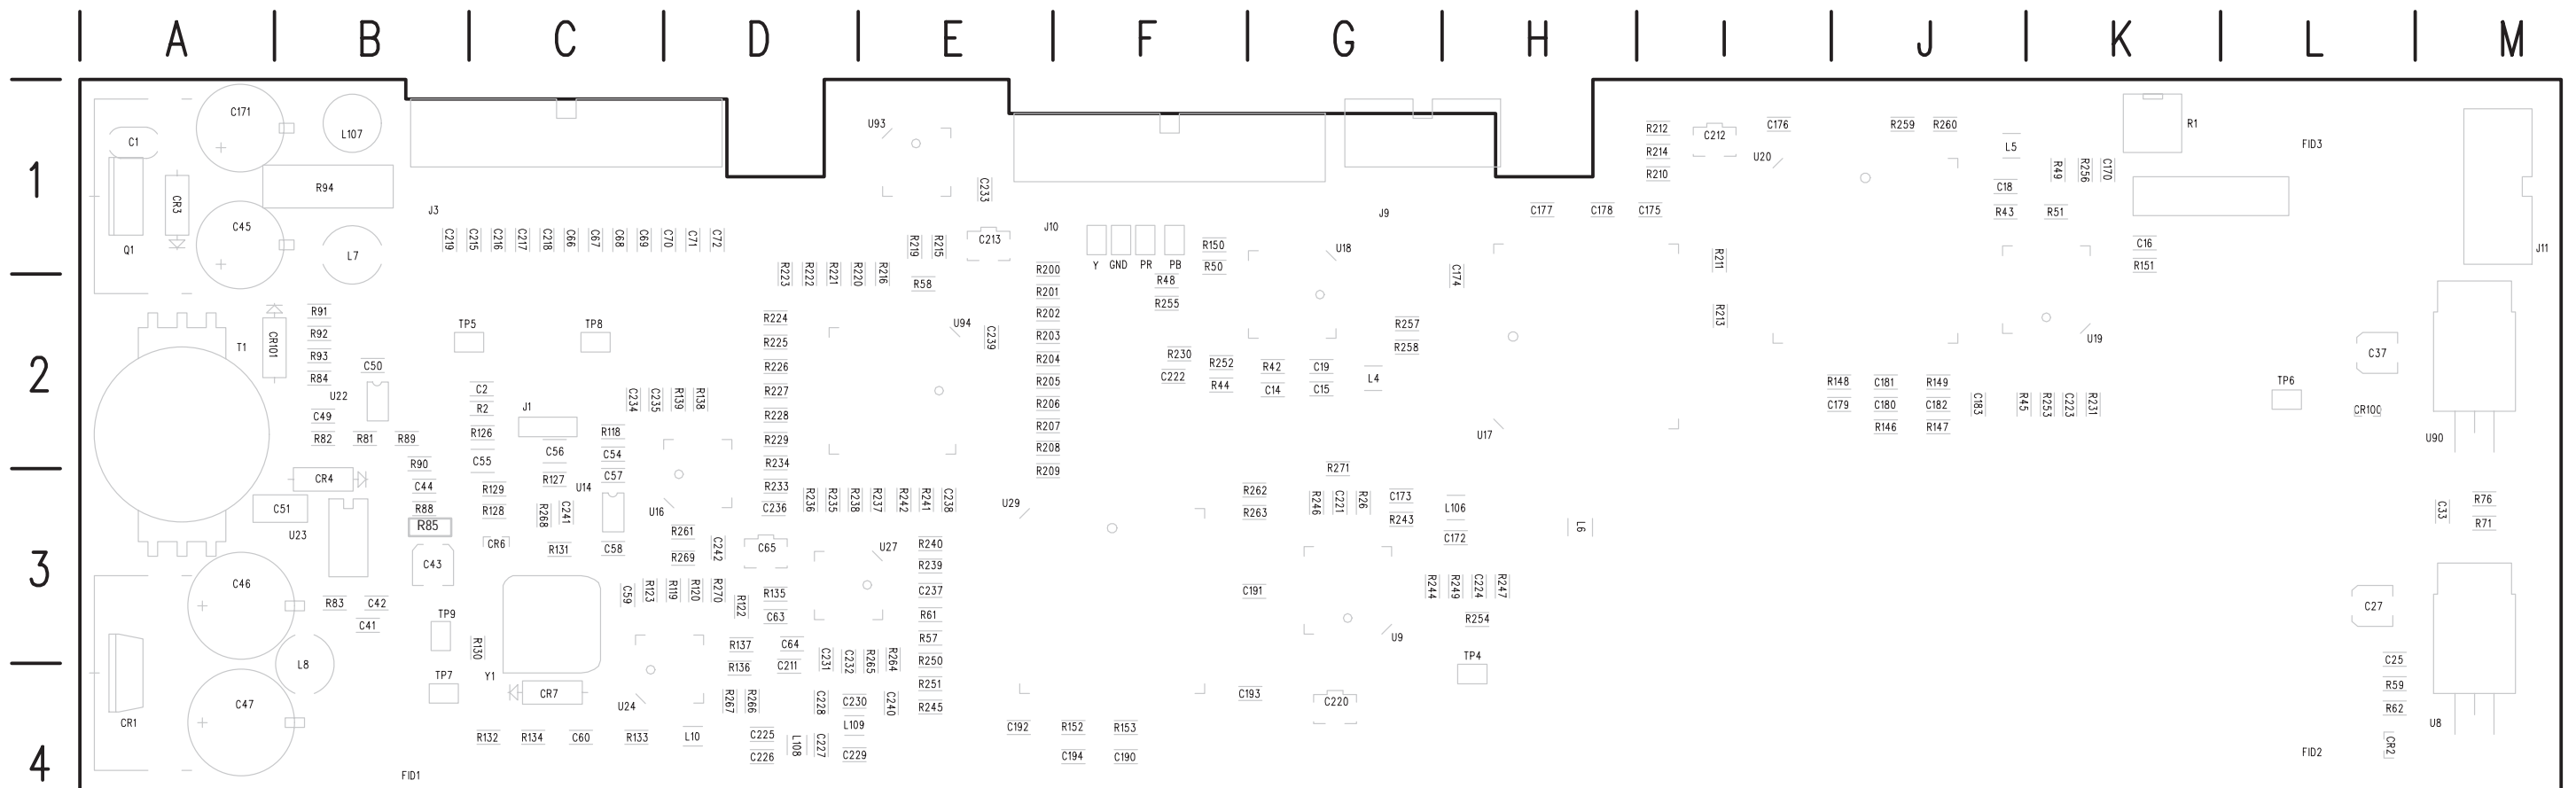 A B C D E F G H I J K L M
1
2
3
4
C171
L107
C1
R94
CR3
C45
L7
Q1
J3
C219 C215 C216 C217 C218 C66 C67 C68 C69 C70 C71 C72
U93
C233
C213
R219 R215
R223 R222 R221 R220 R216
R58
J10
Y GND PR PB
R150
R50
R48
R255
J9
U18
C177 C178 C175
R212
R214
R210
C212
C176
U20
R259 R260
L5
C18
R43
R49 R256 C170
R51
R1
FID3
C16
R151
J11
C174
R211
R213
T1
CR101
R91
R92
R93
R84
C50
U22
C49
R82 R81 R89
TP5 TP8
C2
R2
J1
R126
C55
C56
R118
C54
C57
C234 C235 R139 R138
R224
R225
R226
R227
R228
R229
R234
R233
C236
U94
C239
R200
R201
R202
R203
R204
R205
R206
R207
R208
R209
R230
C222
R252
R44
R42
C14
C19
C15
L4
R257
R258
U17
R148
C179
C181
C180
R146
R149
C182
R147
C183
R45 R253 C223 R231
U19
TP6
C37
CR100
U90
R90
C44
R88
R85
CR4
C51
U23
C43
R129
R128
CR6
R127
U14
R268 C241
R131
C58
U16
R261
R269
C242
C65
R236 R235 R238 R237 R242 R241 C238
U27
R240
R239
C237
R61
R57
R250
R251
R245
U29
R271
R262
R263
R246 C221 R26
C173
R243
L106
C172
L6
C191
R244 R249 C224 R247
R254
U9
C33
R76
R71
C27
C46
R83 C42
C41
TP9
R130
C59 R123 R119 R120 R270
R122
R135
C63
R137
R136
C64
C211
C231 C232 R265 R264
L8
C47
CR1
TP7
Y1
CR7
U24
R267 R266
C228
C230
L109
C229
C240
R132 R134 C60 R133 L10
C225
C226
L108
C227
C192
R152
C194
R153
C190
C193
C220
TP4
C25
R59
R62
CR2
U8
FID1
FID2